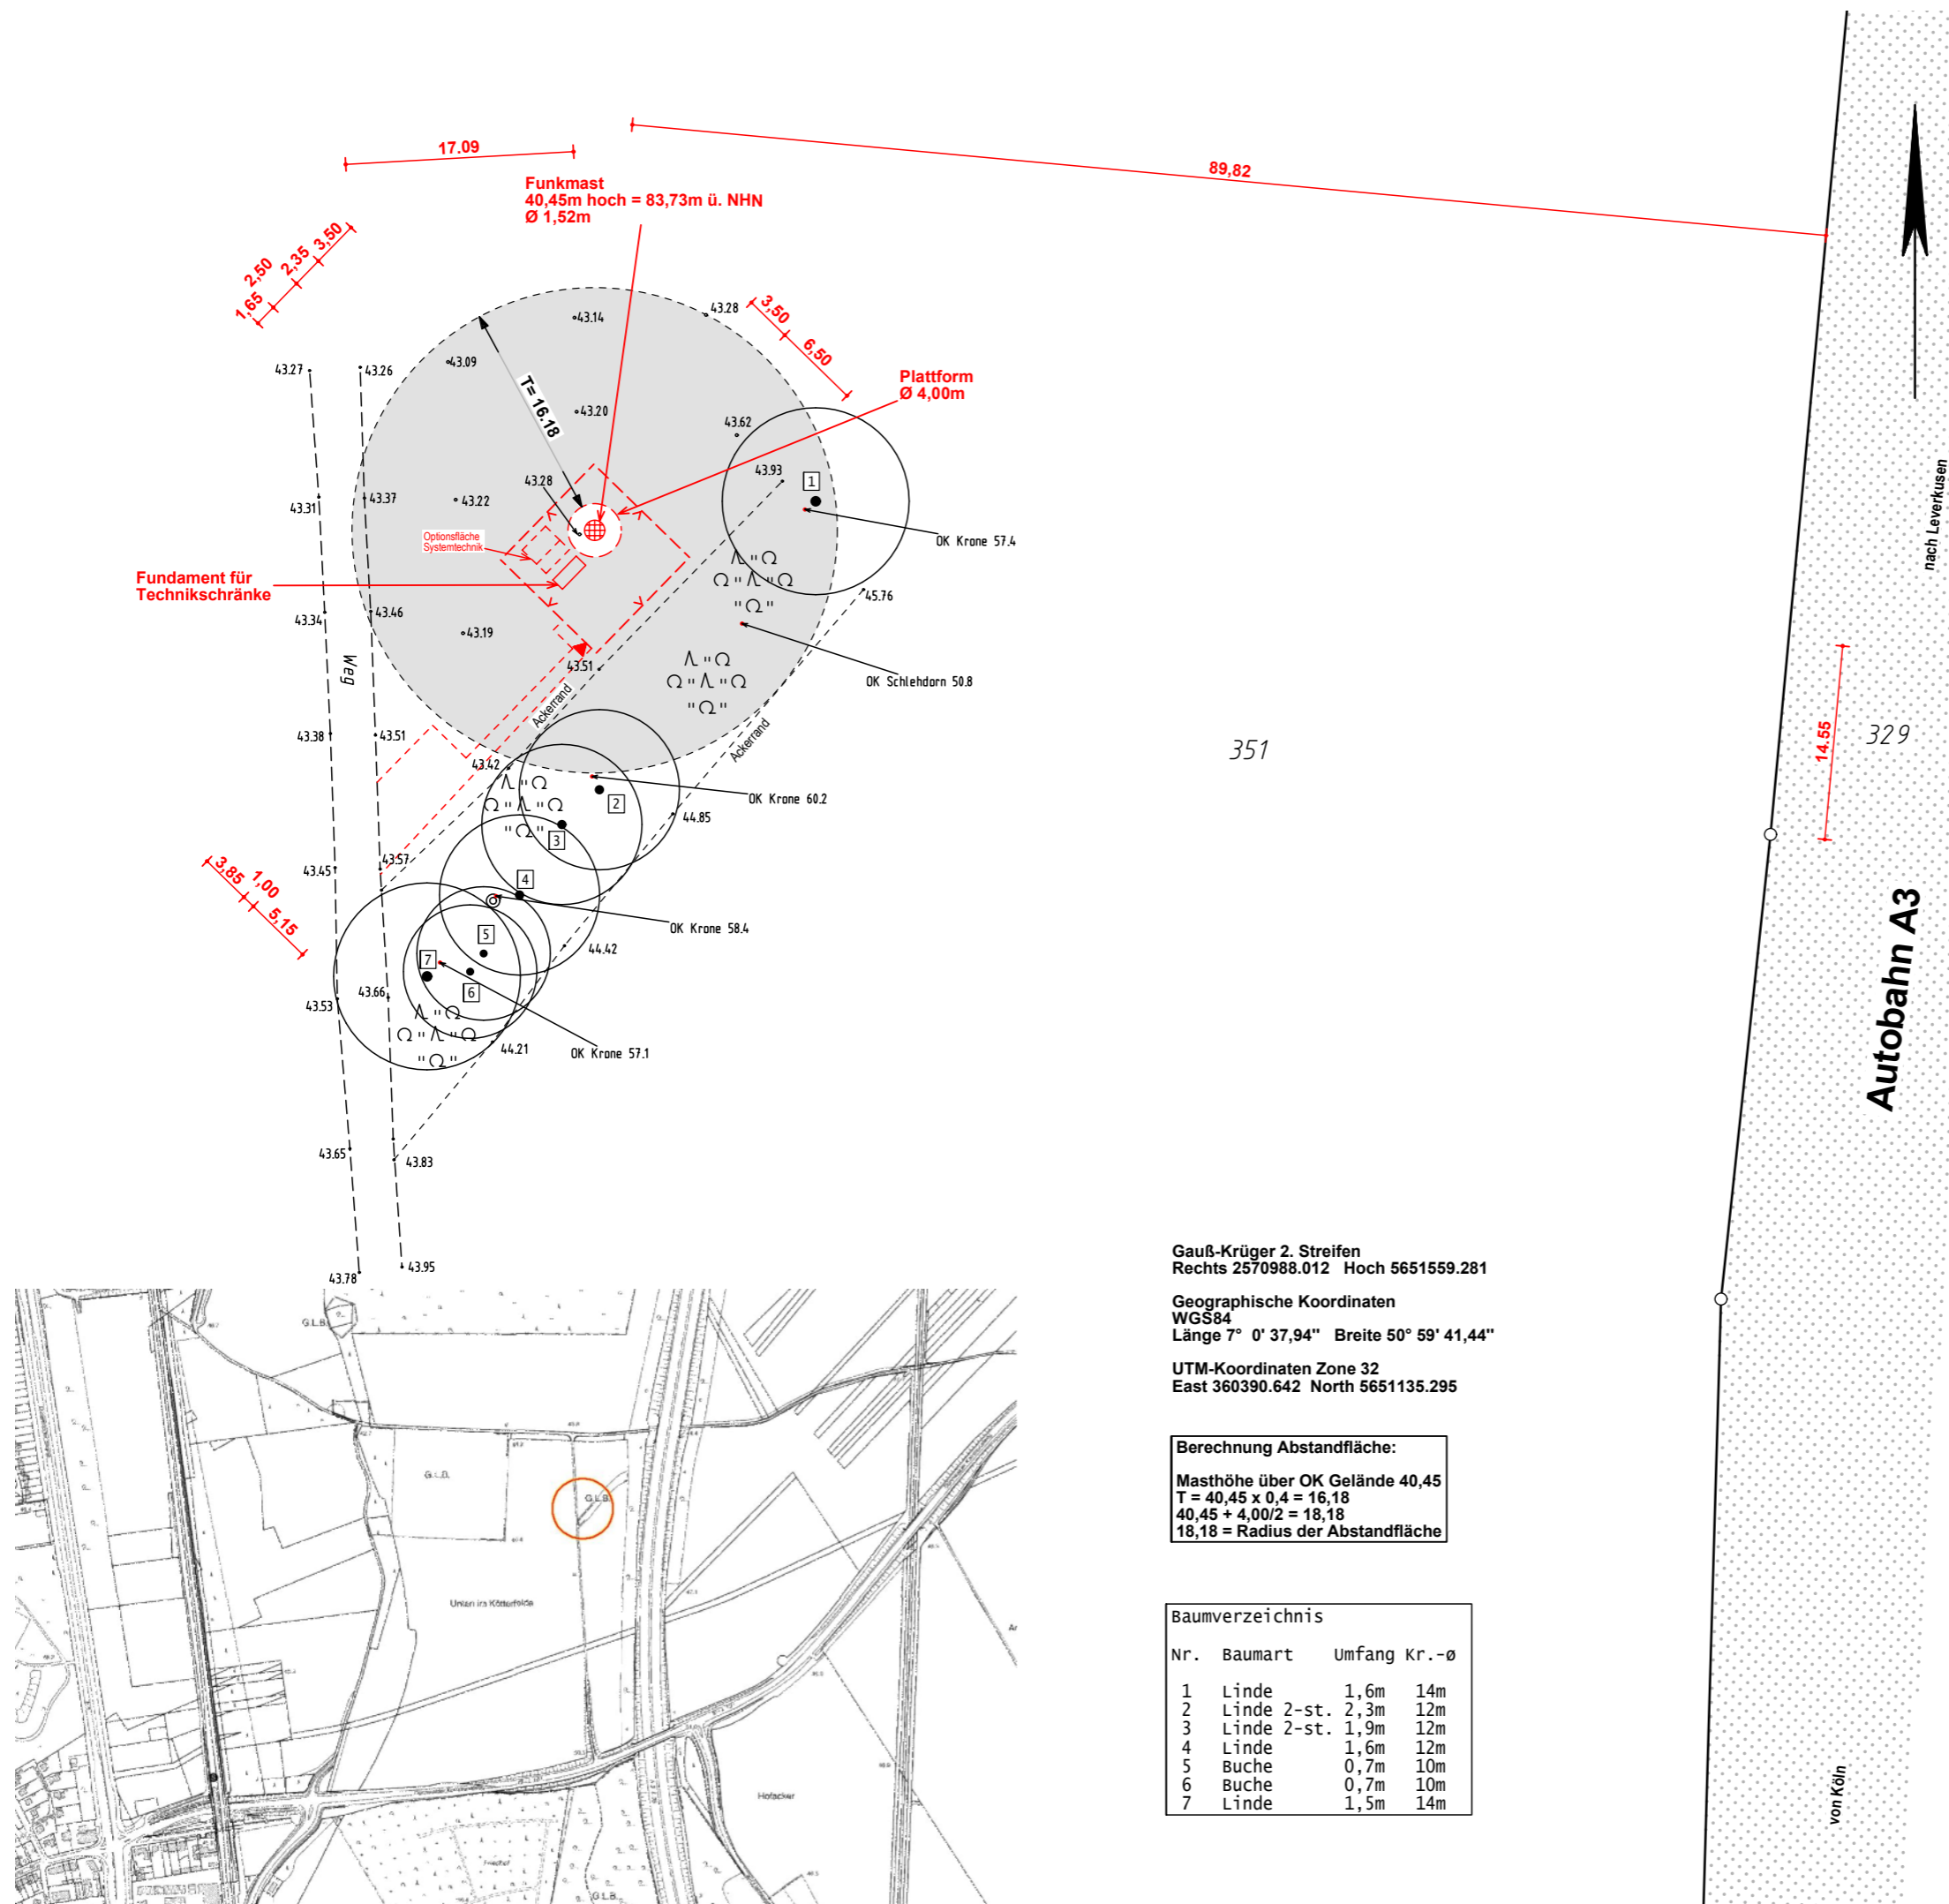 17.09
89,82
Funkmast
40,45m hoch = 83,73m ü. NHN
Ø 1,52m
3,50
2,35
2,50
1,65
3,50
6,50
Plattform
Ø 4,00m
43.28
43.14
43.09
43.27
43.26
T= 16.18
43.20
43.62
43.93
1
43.28
43.31
43.37
43.22
Optionsfläche
Systemtechnik
OK Krone 57.4
nach Leverkusen
Fundament für
Technikschränke
45.76
43.34
43.46
43.19
Weg
43.51
OK Schlehdorn 50.8
Ackerrand
Ackerrand
43.38
43.51
43.42
351
14.55
329
2
OK Krone 60.2
44.85
3
43.45
43.57
4
3,85
1,00
5,15
OK Krone 58.4
5
44.42
7
6
43.53
43.66
44.21
OK Krone 57.1
Autobahn A3
43.65
43.83
43.78
43.95
Gauß-Krüger 2. Streifen
Rechts 2570988.012 Hoch 5651559.281
Geographische Koordinaten
WGS84
Länge 7° 0' 37,94" Breite 50° 59' 41,44"
UTM-Koordinaten Zone 32
East 360390.642 North 5651135.295
Berechnung Abstandfläche:
Masthöhe über OK Gelände 40,45
T = 40,45 x 0,4 = 16,18
40,45 + 4,00/2 = 18,18
18,18 = Radius der Abstandfläche
Baumverzeichnis
Nr. Baumart Umfang Kr.-ø
1 Linde 1,6m 14m
2 Linde 2-st. 2,3m 12m
3 Linde 2-st. 1,9m 12m
4 Linde 1,6m 12m
5 Buche 0,7m 10m
6 Buche 0,7m 10m
7 Linde 1,5m 14m
von Köln
G.L.B.
G.L.B.
G.L.B.
Unten im Kötterfelde
Hofacker
Friedhof
G.L.B.